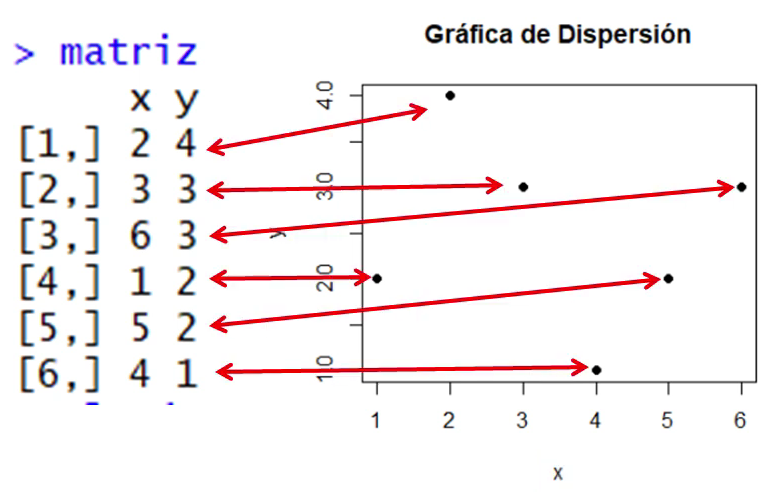 > matriz
x y
[1,] 2 4
[2,] 3 3
[3,] 6 3
[4,] 1 2
[5,] 5 2
[6,] 4 1
Gráfica de Dispersión
4.0
3.0
2.0
1.0
y
1 2 3 4 5 6
x